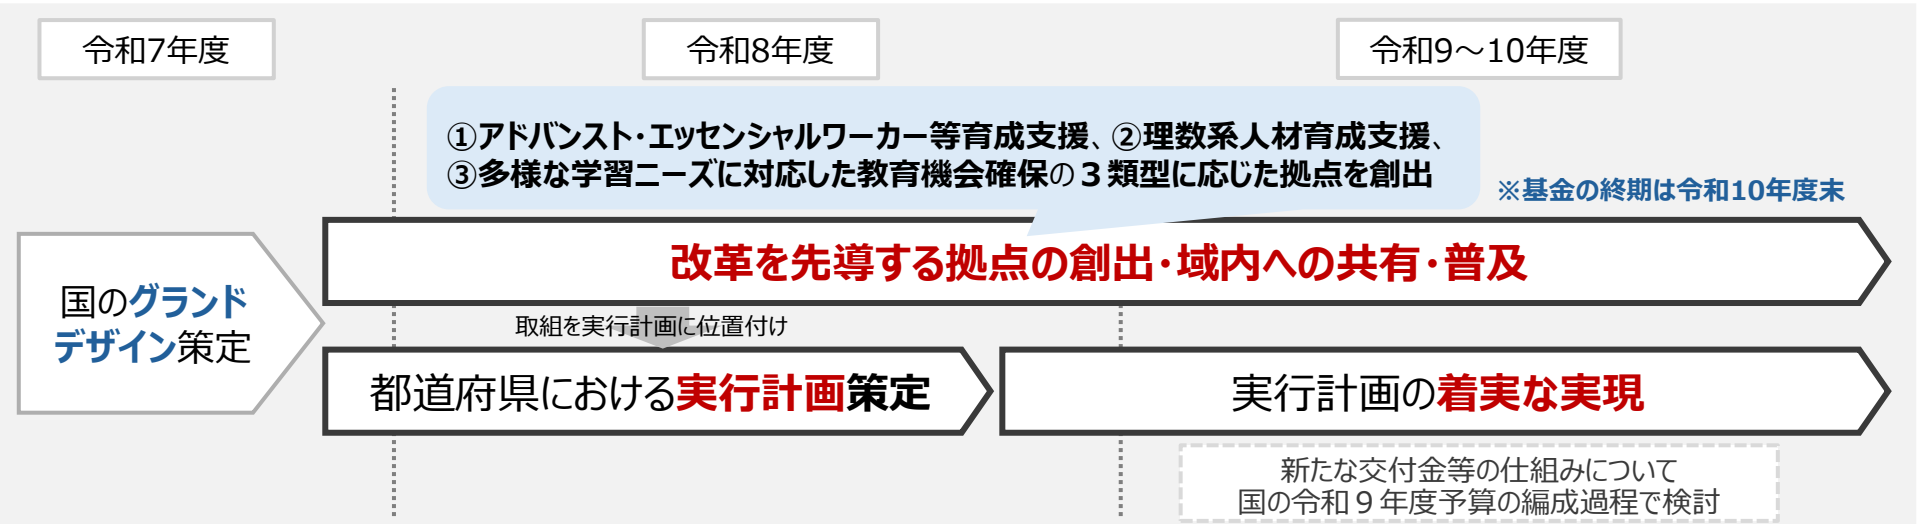 令和7年度
令和8年度
令和9～10年度
①アドバンスト・エッセンシャルワーカー等育成支援、②理数系人材育成支援、
③多様な学習ニーズに対応した教育機会確保の３類型に応じた拠点を創出
※基金の終期は令和10年度末
改革を先導する拠点の創出・域内への共有・普及
国のグランド
デザイン策定
取組を実行計画に位置付け
都道府県における実行計画策定
実行計画の着実な実現
新たな交付金等の仕組みについて
国の令和９年度予算の編成過程で検討